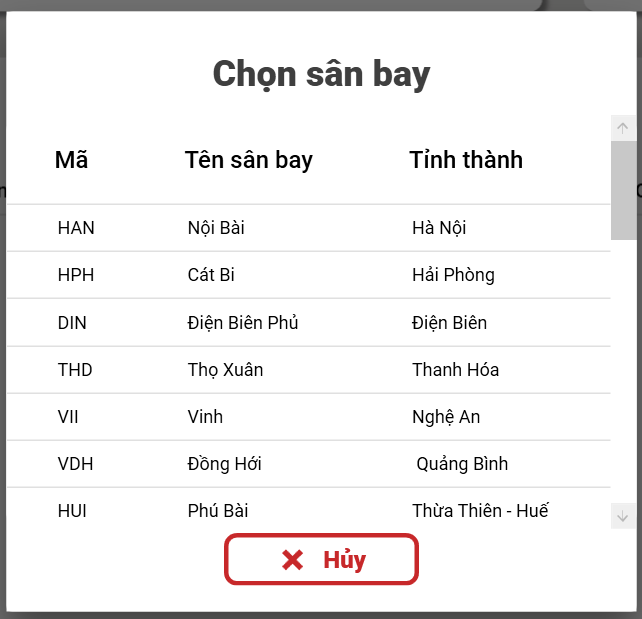 Chọn sân bay
Mã Tên sân bay Tỉnh thành
HAN Nội Bài Hà Nội
HPH Cát Bi Hải Phòng
DIN Điện Biên Phủ Điện Biên
THD Thọ Xuân Thanh Hóa
VII Vinh Nghệ An
VDH Đồng Hới Quảng Bình
HUI Phú Bài Thừa Thiên - Huế
Hủy